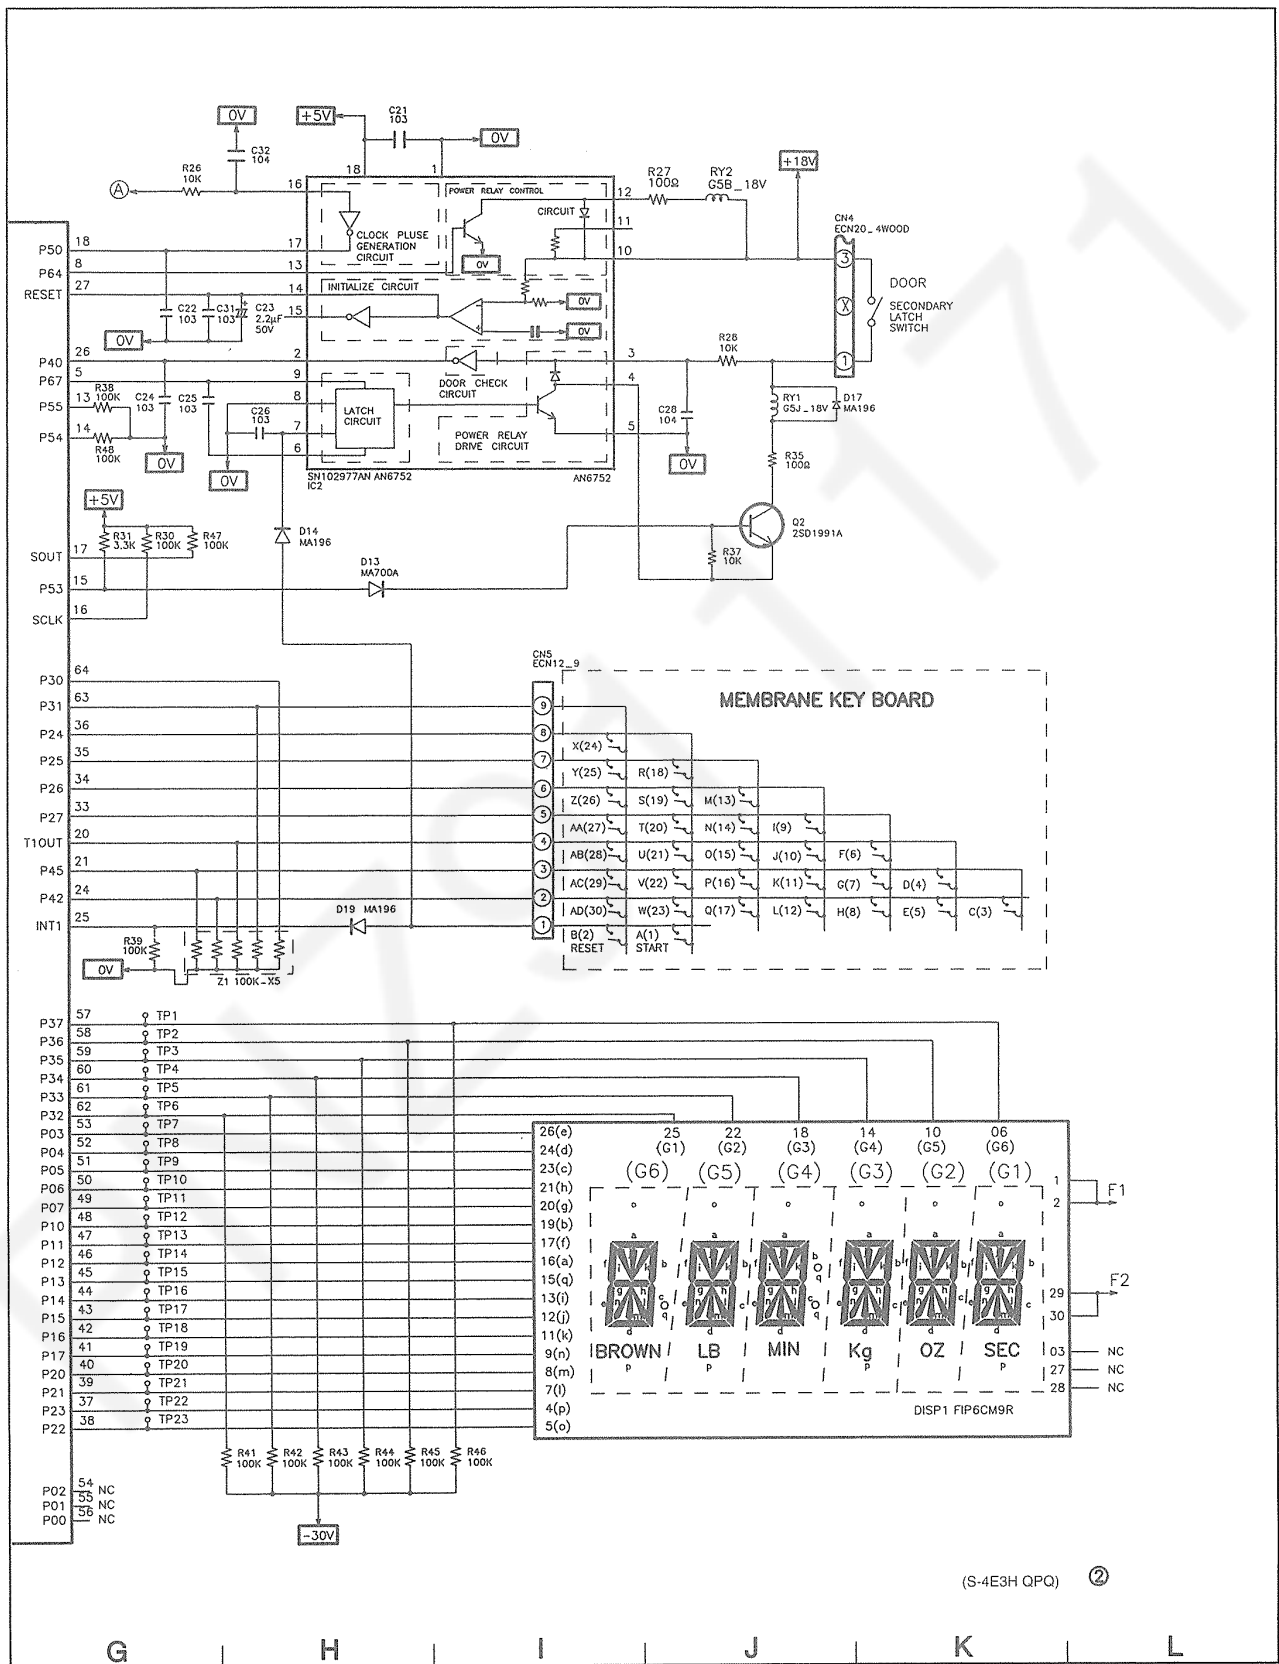 0V
+5V
C21
103
0V
C32
104
R26
10K
A
16
18
1
POWER RELAY CONTROL
CIRCUIT
0V
12
11
10
R27
100Ω
RY2
G5B_18V
+18V
CN4
ECN20_4WOOD
3
X
1
DOOR
SECONDARY
LATCH
SWITCH
P50
18
17
CLOCK PLUSE
GENERATION
CIRCUIT
P64
8
13
RESET
27
14
INITIALIZE CIRCUIT
15
0V
0V
C22
103
C31
103
C23
2.2µF
50V
0V
P40
26
2
3
DOOR CHECK
CIRCUIT
R28
10K
P67
5
9
4
R38
100K
P55
13
8
C24
103
C25
103
C26
103
LATCH
CIRCUIT
7
POWER RELAY
DRIVE CIRCUIT
5
C28
104
RY1
G5J_18V
D17
MA196
P54
14
R48
100K
6
0V
0V
0V
SN102977AN AN6752
IC2
AN6752
R35
100Ω
+5V
R31
3.3K
R30
100K
R47
100K
D14
MA196
Q2
2SD1991A
R37
10K
SOUT
17
D13
MA700A
P53
15
SCLK
16
CN5
ECN12_9
MEMBRANE KEY BOARD
P30
64
P31
63
9
P24
36
8
X(24)
P25
35
7
Y(25) R(18)
P26
34
6
Z(26) S(19) M(13)
P27
33
5
AA(27) T(20) N(14) I(9)
T1OUT
20
4
AB(28) U(21) O(15) J(10) F(6)
P45
21
3
AC(29) V(22) P(16) K(11) G(7) D(4)
P42
24
2
AD(30) W(23) Q(17) L(12) H(8) E(5) C(3)
INT1
25
D19 MA196
1
B(2) A(1)
RESET START
R39
100K
0V
Z1 100K-X5
P37 57 TP1
P36 58 TP2
P35 59 TP3
P34 60 TP4
P33 61 TP5
P32 62 TP6
P03 53 TP7 26(e)
P04 52 TP8 24(d)
P05 51 TP9 23(c)
P06 50 TP10 21(h)
P07 49 TP11 20(g)
P10 48 TP12 19(b)
P11 47 TP13 17(f)
P12 46 TP14 16(a)
P13 45 TP15 15(q)
P14 44 TP16 13(i)
P15 43 TP17 12(j)
P16 42 TP18 11(k)
P17 41 TP19 9(n)
P20 40 TP20 8(m)
P21 39 TP21 7(l)
P23 37 TP22 4(p)
P22 38 TP23 5(o)
25 22 18 14 10 06
(G1) (G2) (G3) (G4) (G5) (G6)
(G6) (G5) (G4) (G3) (G2) (G1)
1
2
F1
29
30
F2
a a a a a a
d d d d d d
BROWN LB MIN Kg OZ SEC
p p p p
03 NC
27 NC
28 NC
DISP1 FIP6CM9R
R41
100K
R42
100K
R43
100K
R44
100K
R45
100K
R46
100K
P02 54 NC
P01 55 NC
P00 56 NC
-30V
(S-4E3H QPQ) 2
G H I J K L